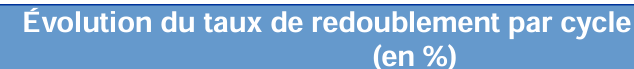 Évolution du taux de redoublement par cycle
(en %)